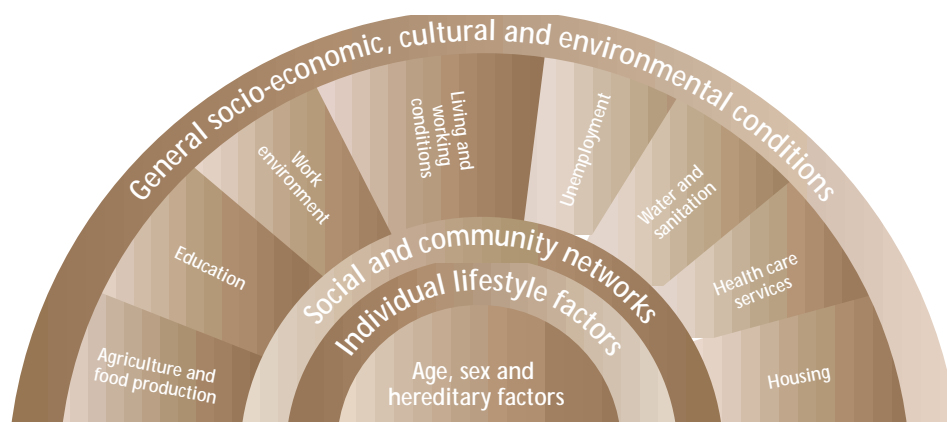 General socio-economic, cultural and environmental conditions
Agriculture and
food production
Education
Work
environment
Living and
working
conditions
Unemployment
Water and
sanitation
Health care
services
Housing
Social and community networks
Individual lifestyle factors
Age, sex and
hereditary factors